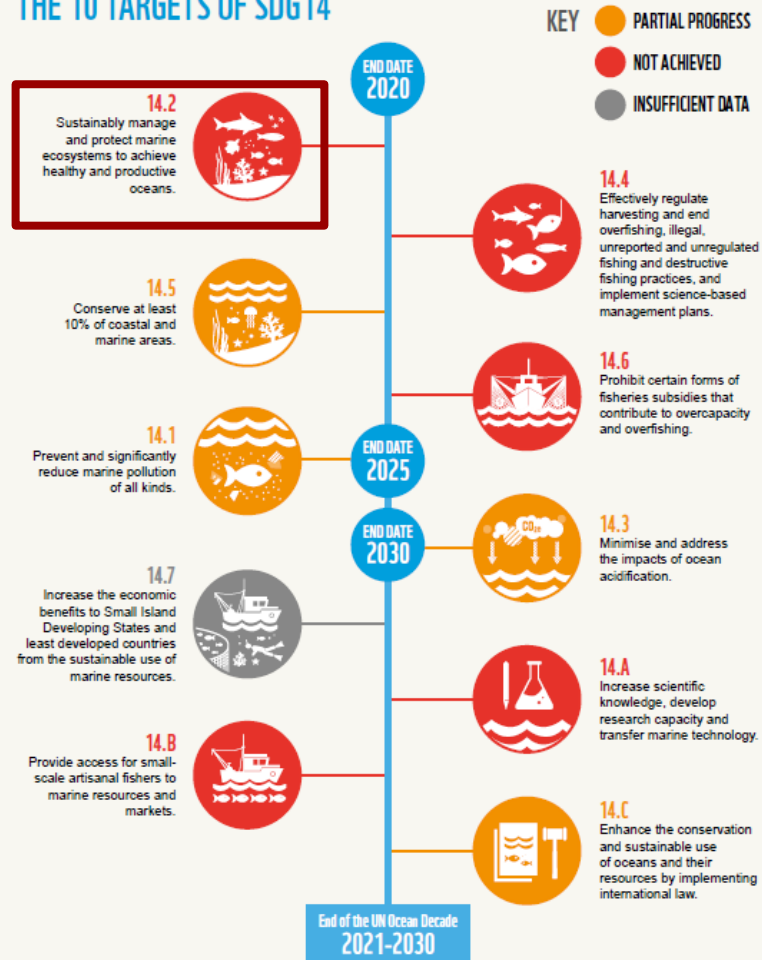 THE 10 TARGETS OF SDG14
KEY
PARTIAL PROGRESS
NOT ACHIEVED
INSUFFICIENT DATA
END DATE
2020
14.2
Sustainably manage
and protect marine
ecosystems to achieve
healthy and productive
oceans.
14.4
Effectively regulate
harvesting and end
overfishing, illegal,
unreported and unregulated
fishing and destructive
fishing practices, and
implement science-based
management plans.
14.5
Conserve at least
10% of coastal and
marine areas.
14.6
Prohibit certain forms of
fisheries subsidies that
contribute to overcapacity
and overfishing.
14.1
Prevent and significantly
reduce marine pollution
of all kinds.
END DATE
2025
END DATE
2030
14.3
Minimise and address
the impacts of ocean
acidification.
14.7
Increase the economic
benefits to Small Island
Developing States and
least developed countries
from the sustainable use of
marine resources.
14.A
Increase scientific
knowledge, develop
research capacity and
transfer marine technology.
14.B
Provide access for small-
scale artisanal fishers to
marine resources and
markets.
14.C
Enhance the conservation
and sustainable use
of oceans and their
resources by implementing
international law.
End of the UN Ocean Decade
2021-2030